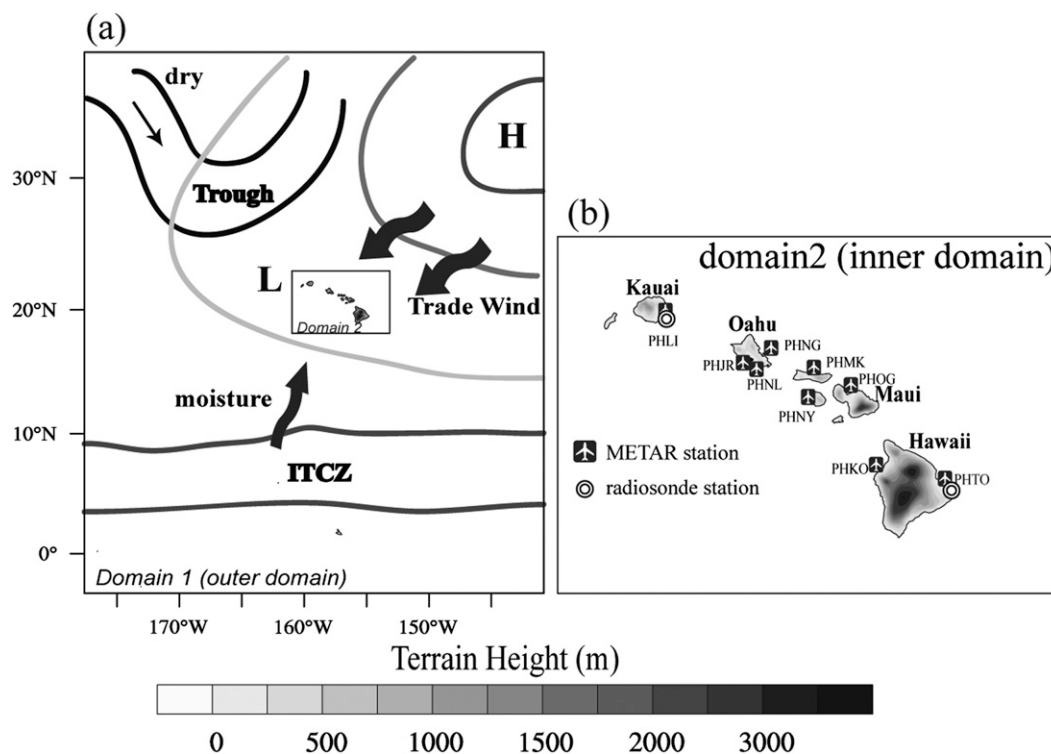 (a)
dry
H
30°N
Trough
L
20°N
Trade Wind
Domain 2
moisture
10°N
ITCZ
0°
Domain 1 (outer domain)
170°W
160°W
150°W
(b)
domain2 (inner domain)
Kauai
PHLI
Oahu
PHNG
PHJR
PHNL
PHMK
PHOG
Maui
PHNY
Hawaii
METAR station
PHKO
PHTO
radiosonde station
Terrain Height (m)
0 500 1000 1500 2000 3000